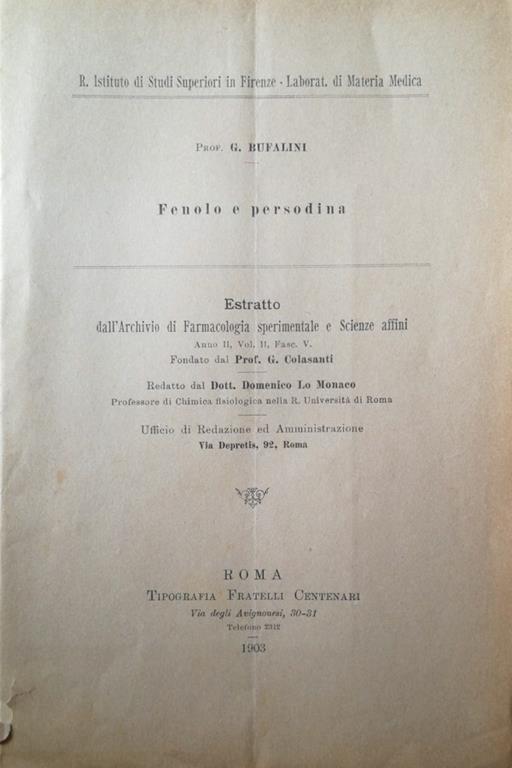 R. Istituto di Studi Superiori in Firenze - Laborat. di Materia Medica
Prof. G. BUFALINI
Fenolo e persodina
Estratto
dall'Archivio di Farmacologia sperimentale e Scienze affini
Anno II, Vol. II, Fasc. V.
Fondato dal Prof. G. Colasanti
Redatto dal Dott. Domenico Lo Monaco
Professore di Chimica fisiologica nella R. Università di Roma
Ufficio di Redazione ed Amministrazione
Via Depretis, 92, Roma
ROMA
Tipografia Fratelli Centenari
Via degli Avignonesi, 30-31
Telefono 2312
1903